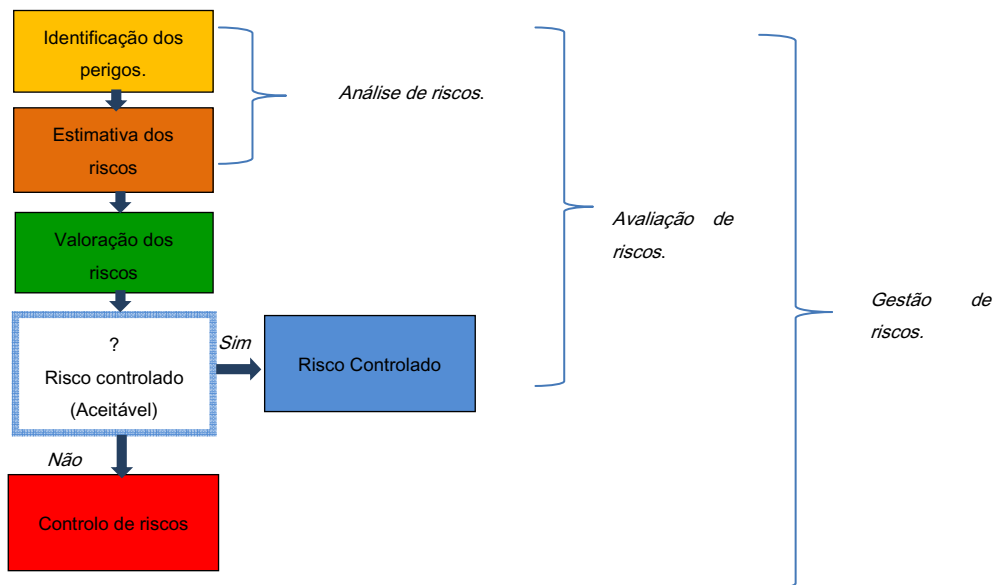 Identificação dos
perigos.
Análise de riscos.
Estimativa dos
riscos
Valoração dos
riscos
Avaliação de
riscos.
Gestão de
riscos.
?
Risco controlado
(Aceitável)
Sim
Risco Controlado
Não
Controlo de riscos